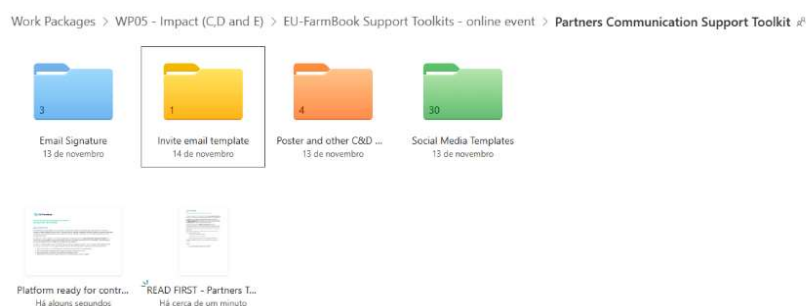 Work Packages > WP05 - Impact (C,D and E) > EU-FarmBook Support Toolkits - online event > Partners Communication Support Toolkit
3
1
4
30
Email Signature
Invite email template
Poster and other C&D ...
Social Media Templates
13 de novembro
14 de novembro
13 de novembro
13 de novembro
Platform ready for contr...
READ FIRST - Partners T...
Há alguns segundos
Há cerca de um minuto